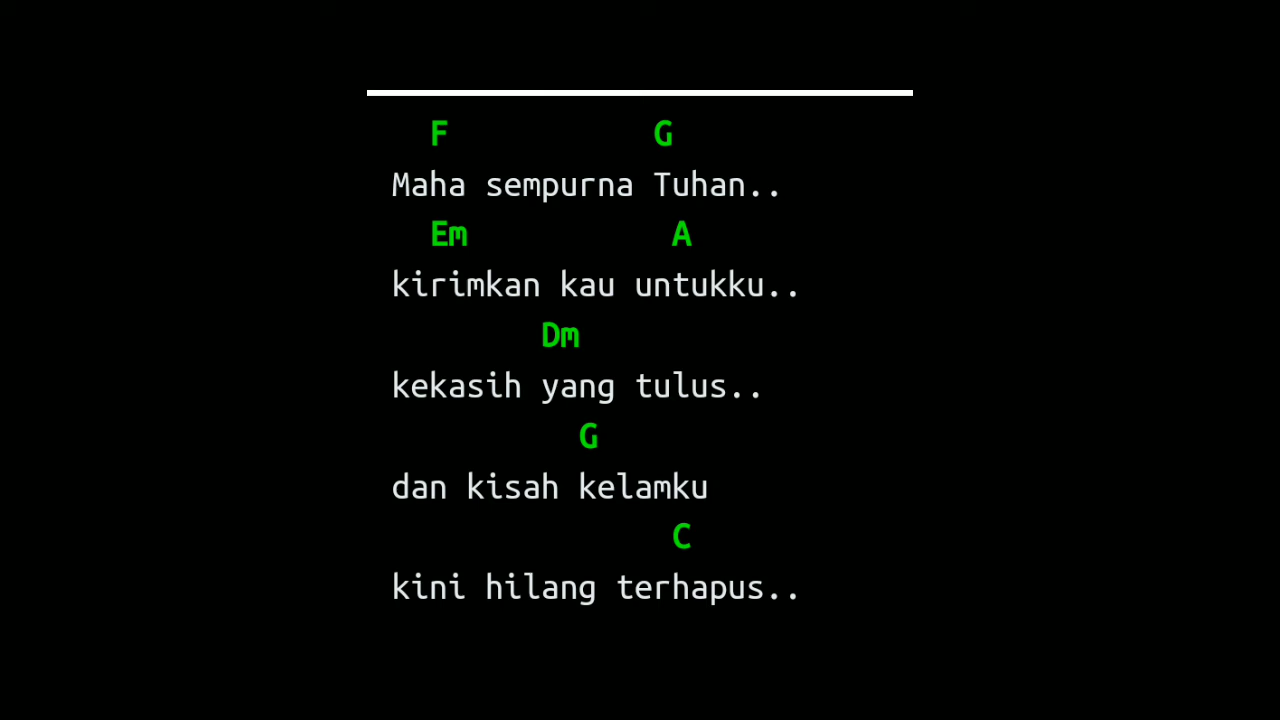 F G
Maha sempurna Tuhan..
Em A
kirimkan kau untukku..
Dm
kekasih yang tulus..
G
dan kisah kelamku
C
kini hilang terhapus..